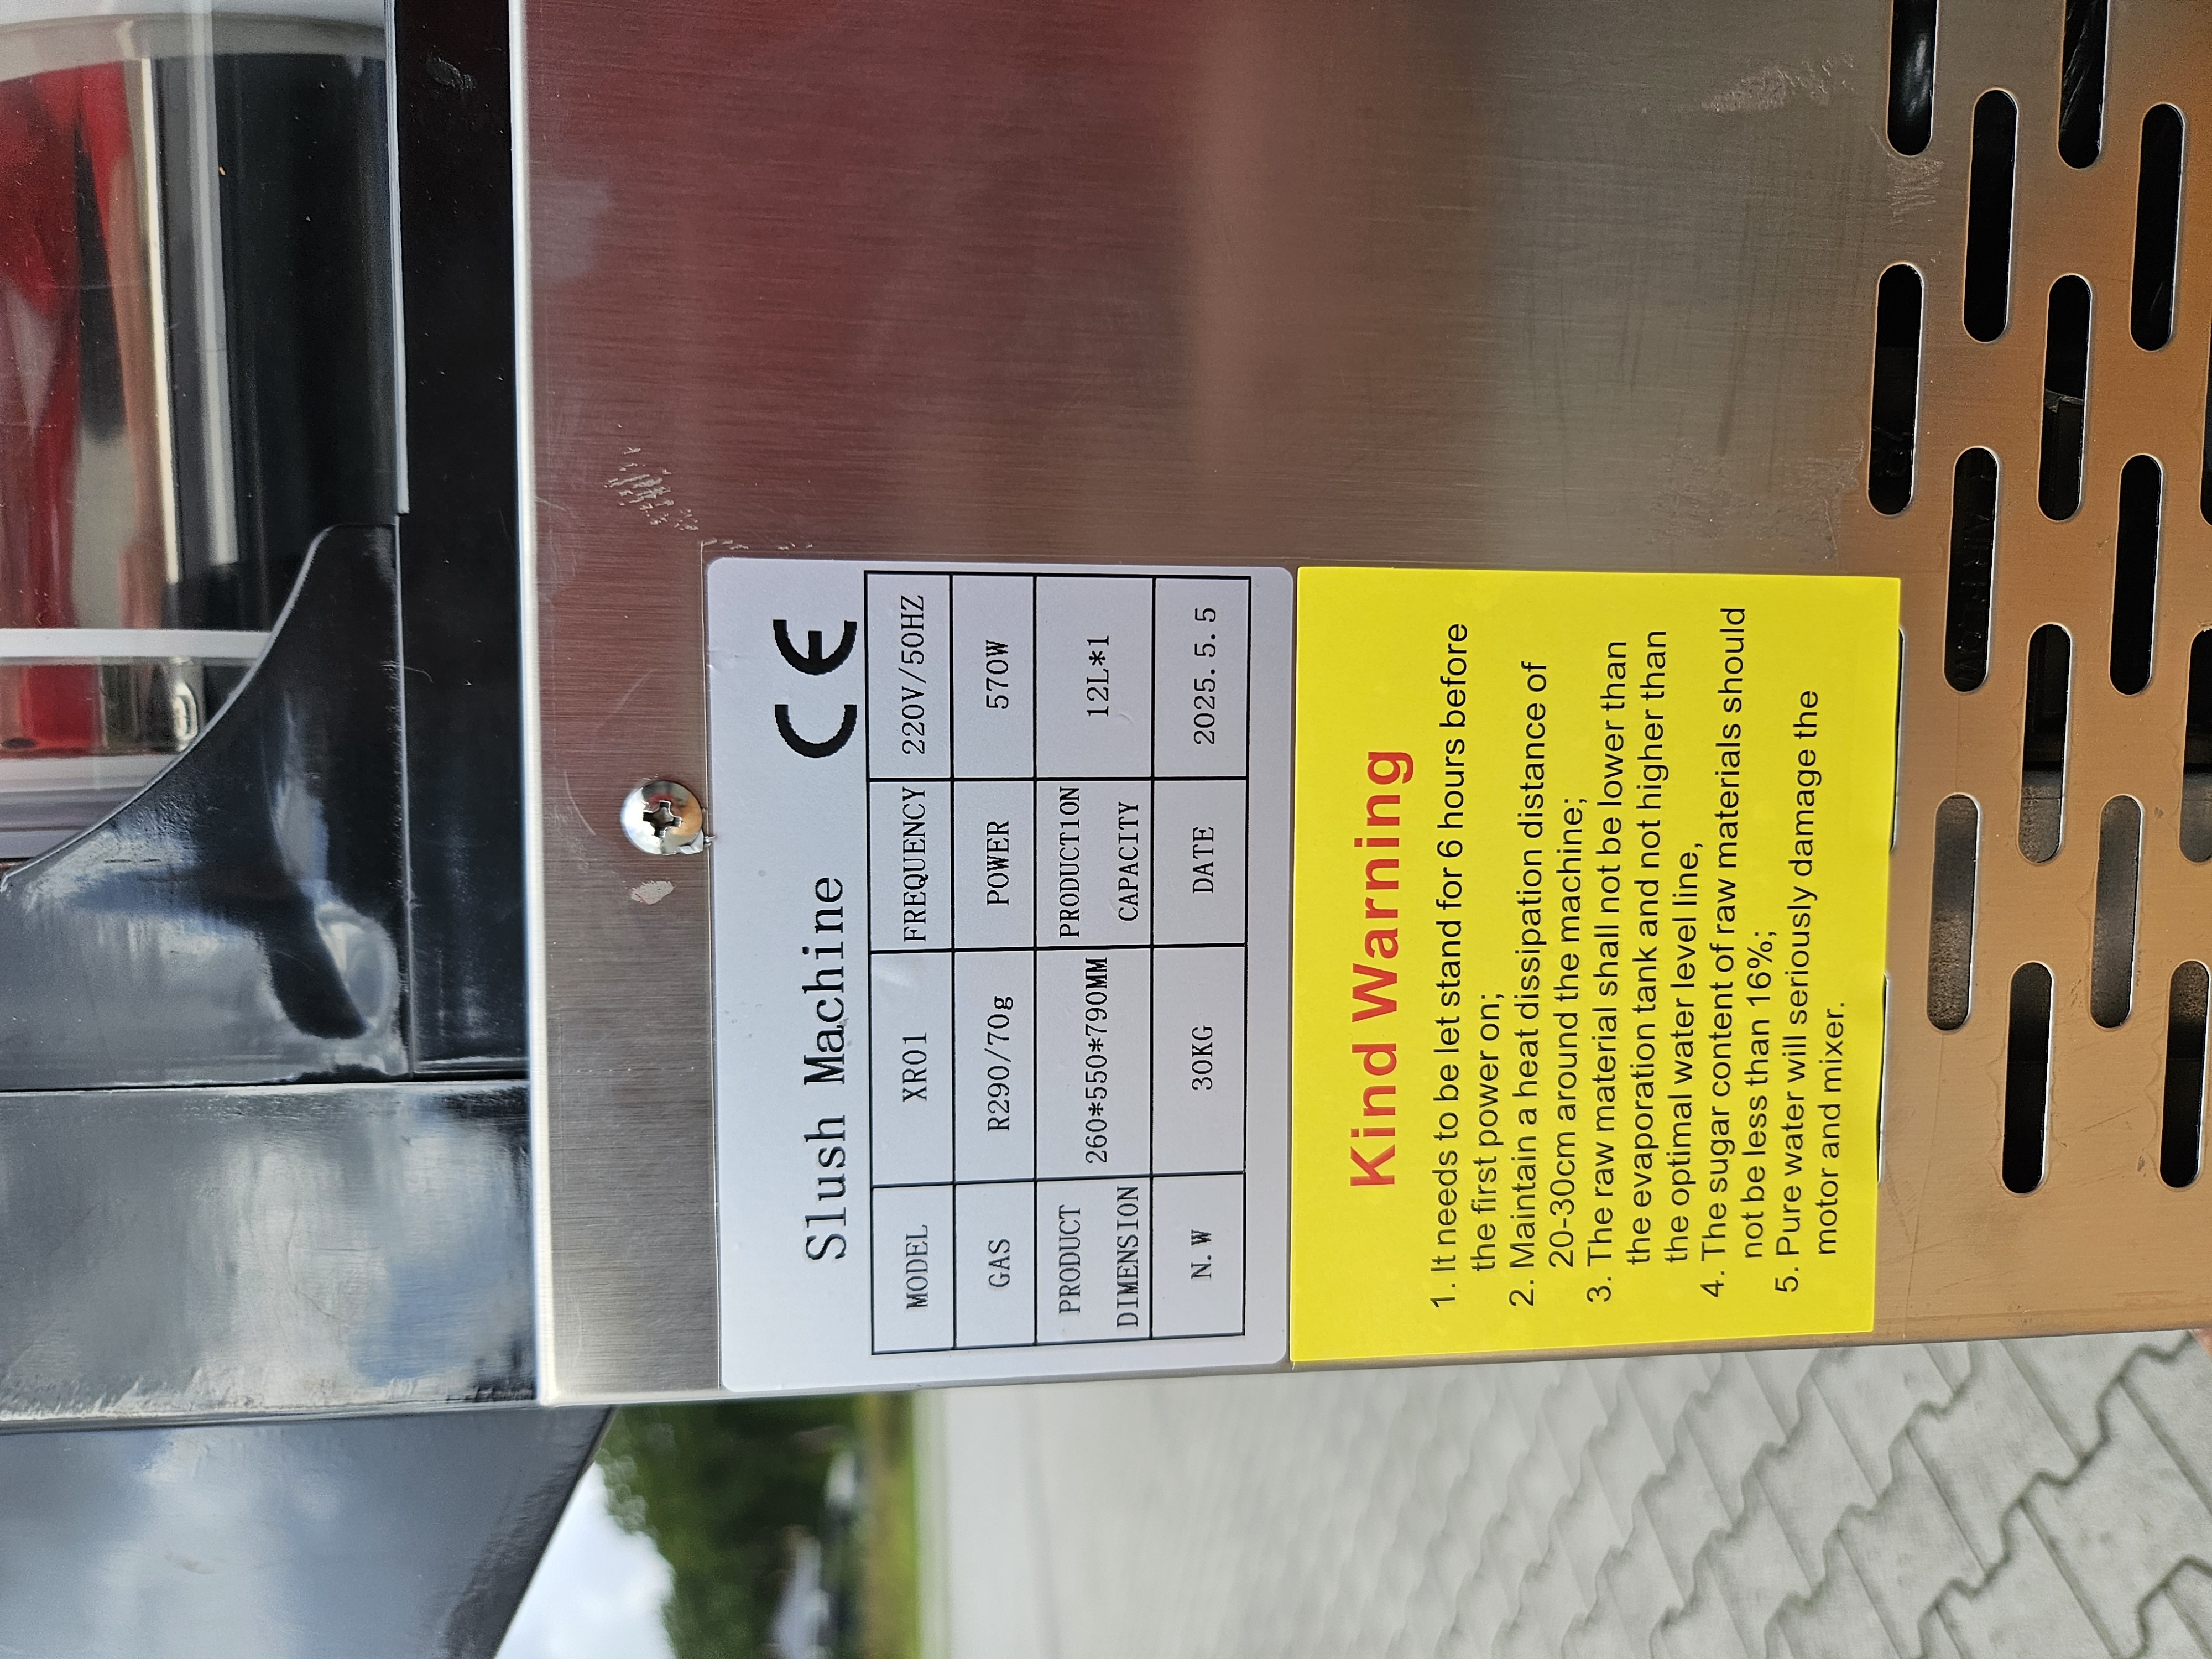 Slush Machine CE
MODEL XR01 FREQUENCY 220V/50HZ
GAS R290/70g POWER 570W
PRODUCT DIMENSION 260*550*790MM PRODUCT1ON CAPACITY 12L*1
N.W 30KG DATE 2025.5.5
Kind Warning
1. It needs to be let stand for 6 hours before
the first power on;
2. Maintain a heat dissipation distance of
20-30cm around the machine;
3. The raw material shall not be lower than
the evaporation tank and not higher than
the optimal water level line,
4. The sugar content of raw materials should
not be less than 16%;
5. Pure water will seriously damage the
motor and mixer.